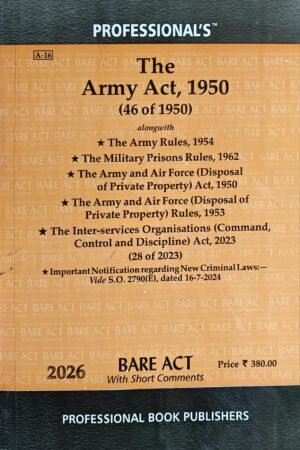 PROFESSIONAL'S™
A-16
The
Army Act, 1950
(46 of 1950)
alongwith
★ The Army Rules, 1954
★ The Military Prisons Rules, 1962
★ The Army and Air Force (Disposal
of Private Property) Act, 1950
★ The Army and Air Force (Disposal of
Private Property) Rules, 1953
★ The Inter-services Organisations (Command,
Control and Discipline) Act, 2023
(28 of 2023)
★ Important Notification regarding New Criminal Laws:—
Vide S.O. 2790(E), dated 16-7-2024
2026
BARE ACT
With Short Comments
Price ₹ 380.00
PROFESSIONAL BOOK PUBLISHERS